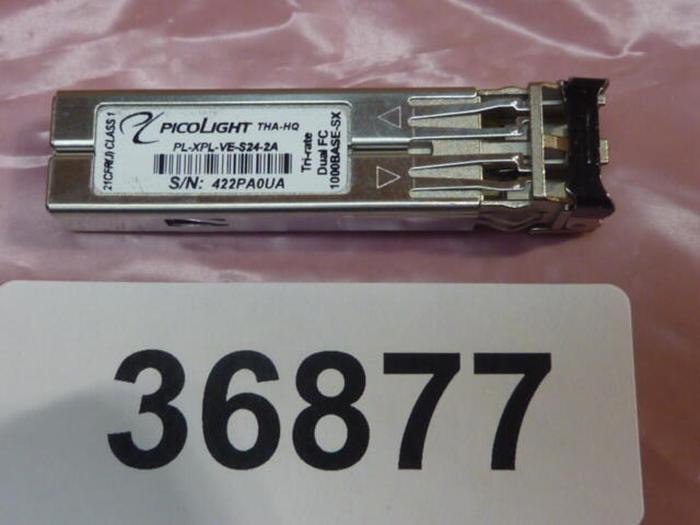 21CFR(J) CLASS 1
PICOLIGHT THA-HQ
PL-XPL-VE-S24-2A
S/N: 422PA0UA
Tri-rate
Dual FC
1000BASE-SX
36877